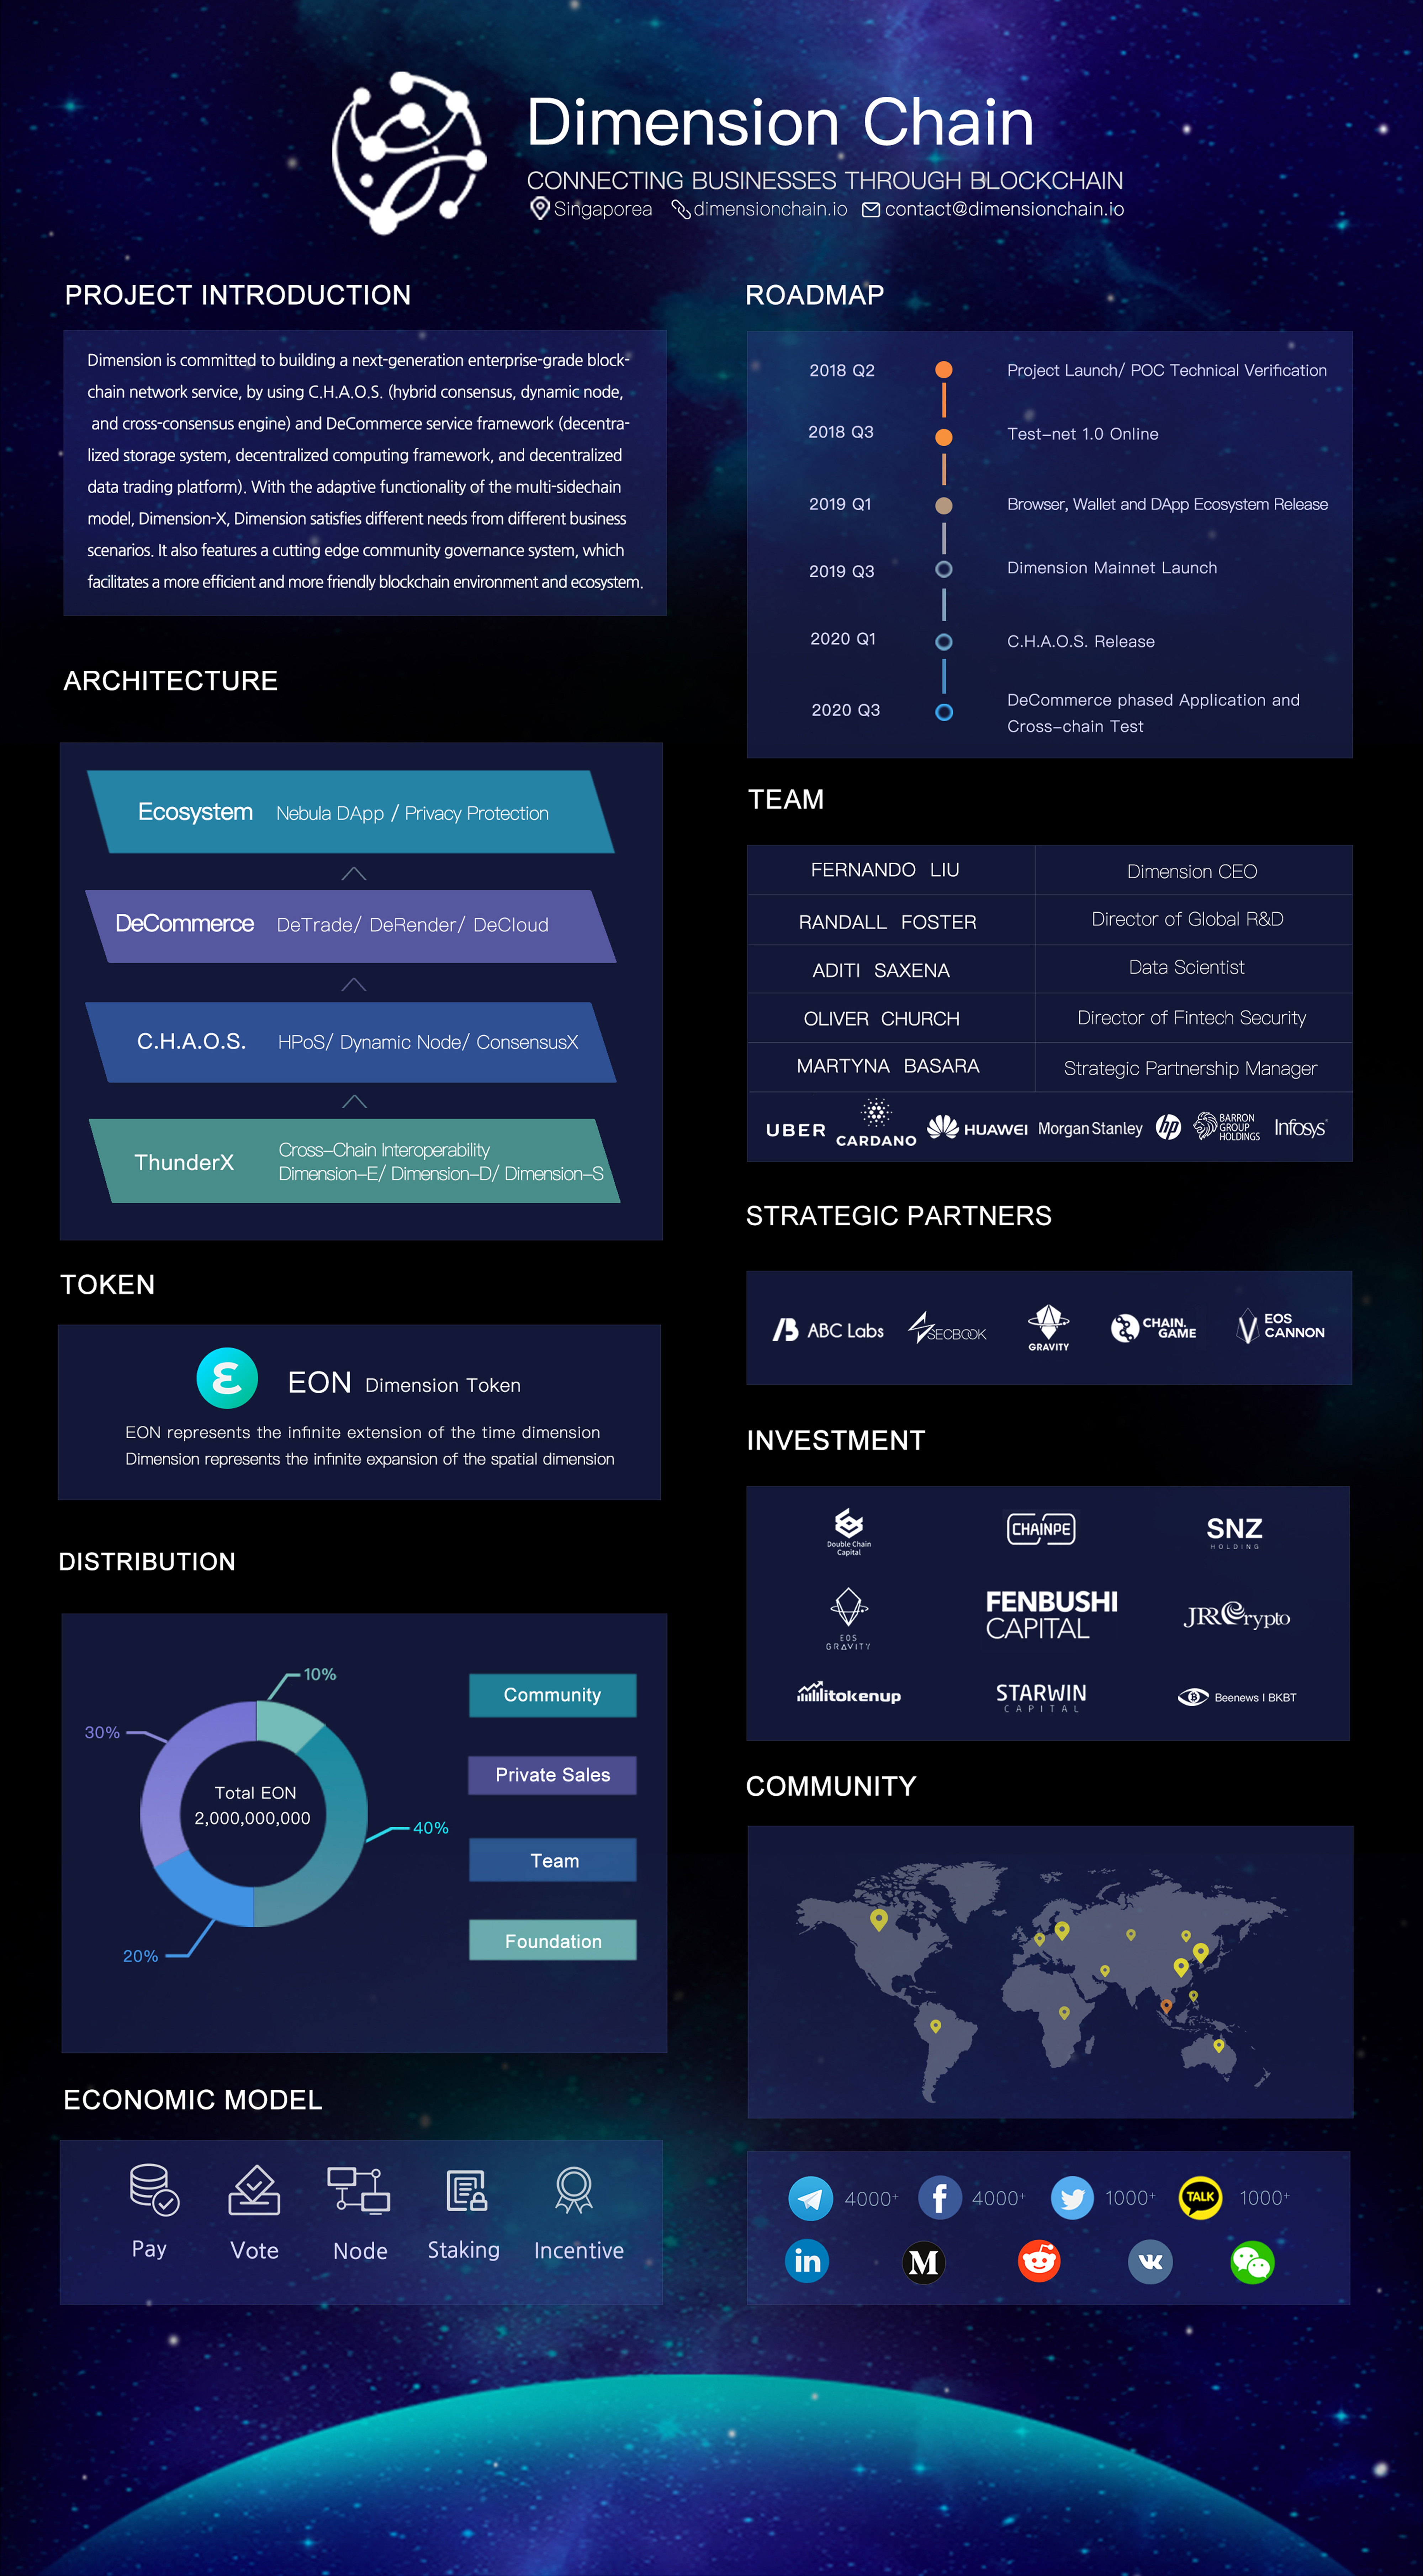 Dimension Chain
CONNECTING BUSINESSES THROUGH BLOCKCHAIN
Singaporea dimensionchain.io contact@dimensionchain.io
PROJECT INTRODUCTION
Dimension is committed to building a next-generation enterprise-grade block-
chain network service, by using C.H.A.O.S. (hybrid consensus, dynamic node,
and cross-consensus engine) and DeCommerce service framework (decentra-
lized storage system, decentralized computing framework, and decentralized
data trading platform). With the adaptive functionality of the multi-sidechain
model, Dimension-X, Dimension satisfies different needs from different business
scenarios. It also features a cutting edge community governance system, which
facilitates a more efficient and more friendly blockchain environment and ecosystem.
ARCHITECTURE
Ecosystem Nebula DApp / Privacy Protection
DeCommerce DeTrade/ DeRender/ DeCloud
C.H.A.O.S. HPoS/ Dynamic Node/ ConsensusX
ThunderX Cross-Chain Interoperability
Dimension-E/ Dimension-D/ Dimension-S
TOKEN
ε EON Dimension Token
EON represents the infinite extension of the time dimension
Dimension represents the infinite expansion of the spatial dimension
DISTRIBUTION
10%
30%
Total EON
2,000,000,000
40%
20%
Community
Private Sales
Team
Foundation
ECONOMIC MODEL
Pay Vote Node Staking Incentive
ROADMAP
2018 Q2 Project Launch/ POC Technical Verification
2018 Q3 Test-net 1.0 Online
2019 Q1 Browser, Wallet and DApp Ecosystem Release
2019 Q3 Dimension Mainnet Launch
2020 Q1 C.H.A.O.S. Release
2020 Q3 DeCommerce phased Application and
Cross-chain Test
TEAM
FERNANDO LIU Dimension CEO
RANDALL FOSTER Director of Global R&D
ADITI SAXENA Data Scientist
OLIVER CHURCH Director of Fintech Security
MARTYNA BASARA Strategic Partnership Manager
UBER CARDANO HUAWEI Morgan Stanley hp BARRON GROUP HOLDINGS Infosys
STRATEGIC PARTNERS
ABC Labs SECBOOK GRAVITY CHAIN. GAME EOS CANNON
INVESTMENT
Double Chain Capital CHAINPE SNZ HOLDING
EOS GRAVITY FENBUSHI CAPITAL JRR Crypto
itokenup STARWIN CAPITAL Beenews | BKBT
COMMUNITY
4000+ f 4000+ 1000+ TALK 1000+
in M VK